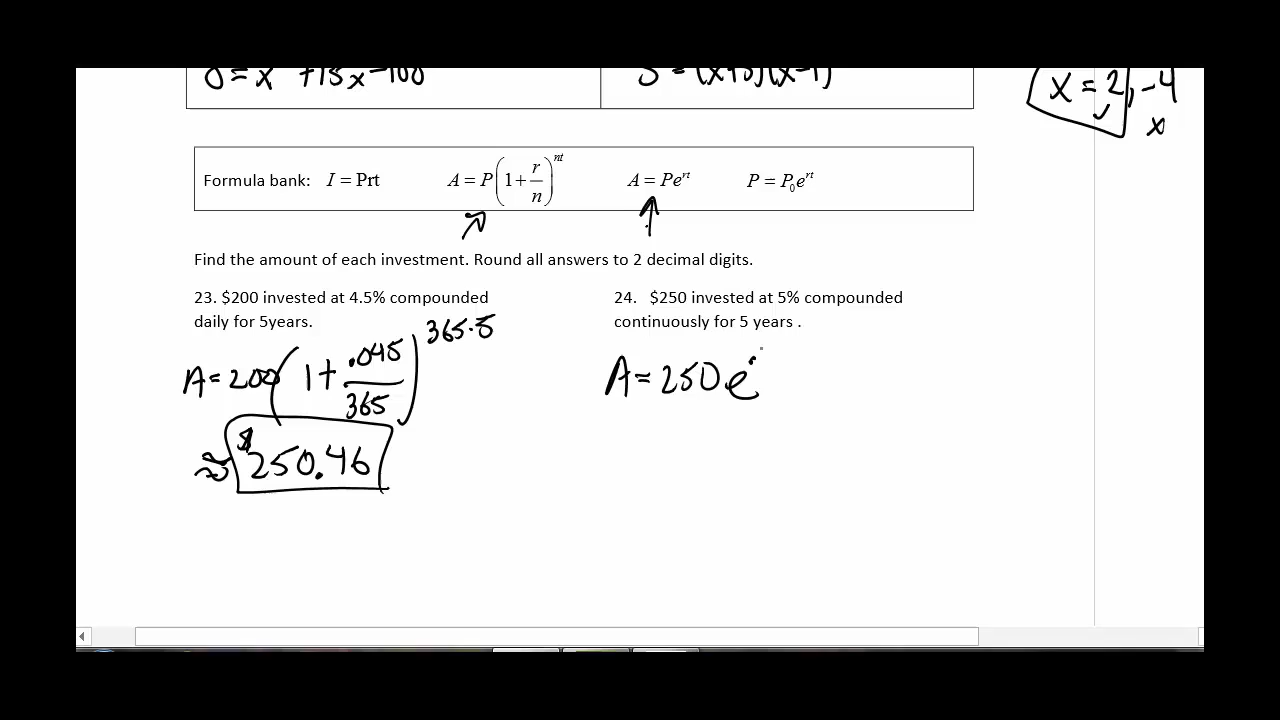 x = 2, -4
x
Formula bank: I = Prt A = P(1 + r/n)^nt A = Pe^rt P = P₀e^rt
Find the amount of each investment. Round all answers to 2 decimal digits.
23. $200 invested at 4.5% compounded
daily for 5years.
A = 200(1 + .045/365)^365·5
≈ $250.46
24. $250 invested at 5% compounded
continuously for 5 years .
A = 250e